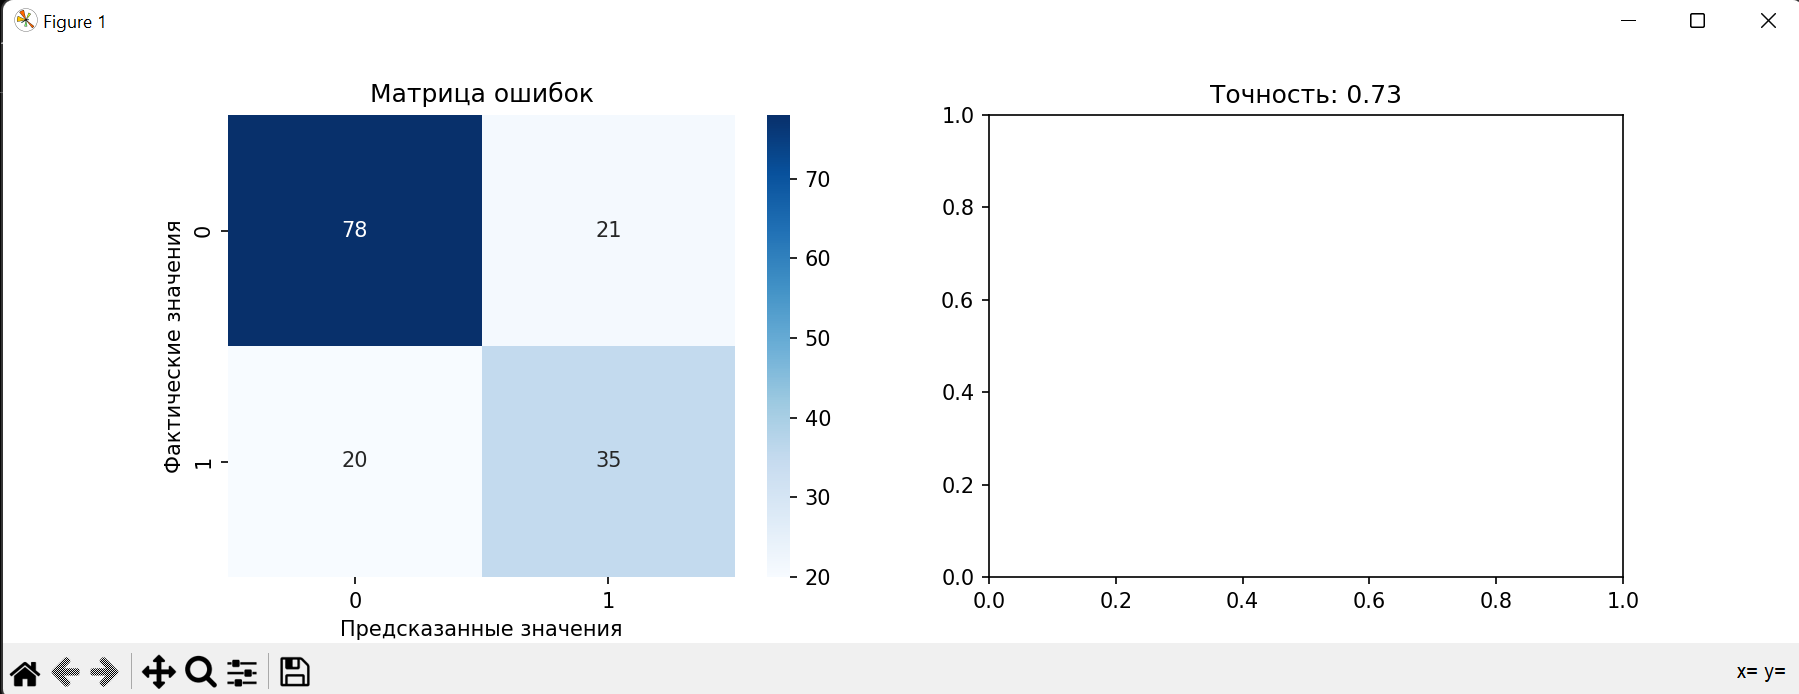 Figure 1
Матрица ошибок
Фактические значения
0
1
78
21
20
35
0
1
Предсказанные значения
70
60
50
40
30
20
Точность: 0.73
1.0
0.8
0.6
0.4
0.2
0.0
0.0 0.2 0.4 0.6 0.8 1.0
x= y=